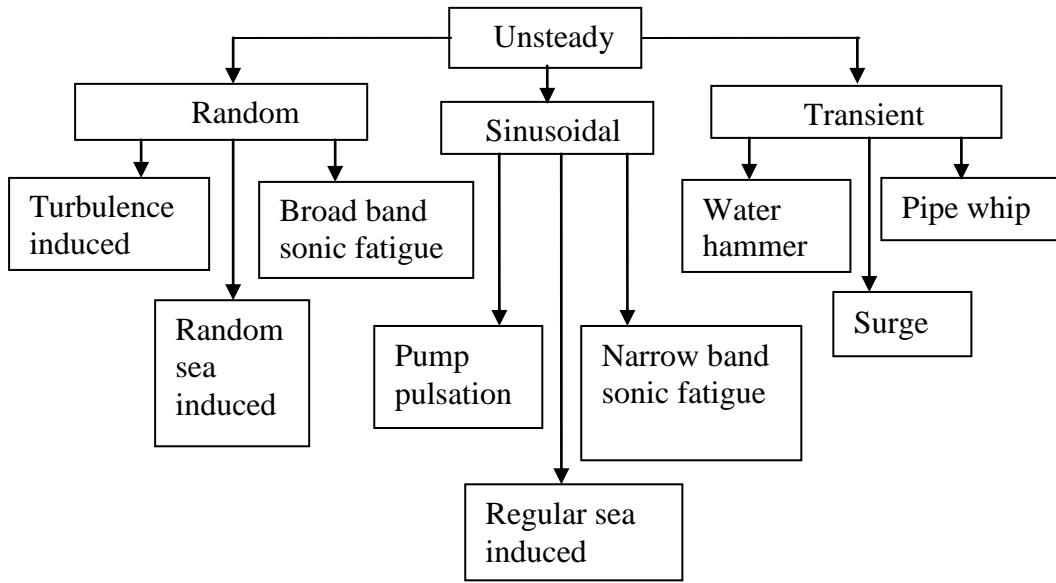 Unsteady
Random
Sinusoidal
Transient
Turbulence
induced
Broad band
sonic fatigue
Water
hammer
Pipe whip
Random
sea
induced
Pump
pulsation
Narrow band
sonic fatigue
Surge
Regular sea
induced